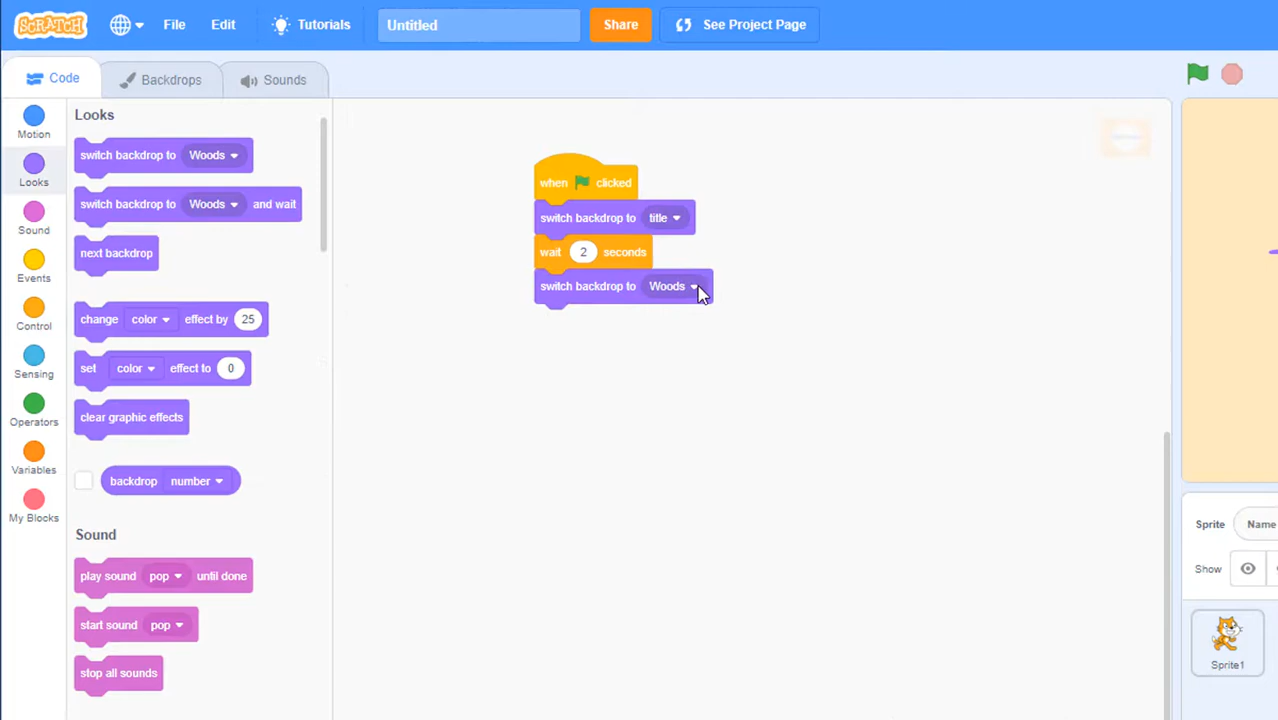 SCRATCH File Edit Tutorials Untitled Share See Project Page
Code Backdrops Sounds
Motion
Looks
Sound
Events
Control
Sensing
Operators
Variables
My Blocks
Looks
switch backdrop to Woods
switch backdrop to Woods and wait
next backdrop
change color effect by 25
set color effect to 0
clear graphic effects
backdrop number
Sound
play sound pop until done
start sound pop
stop all sounds
when clicked
switch backdrop to title
wait 2 seconds
switch backdrop to Woods
Sprite Name
Show
Sprite1